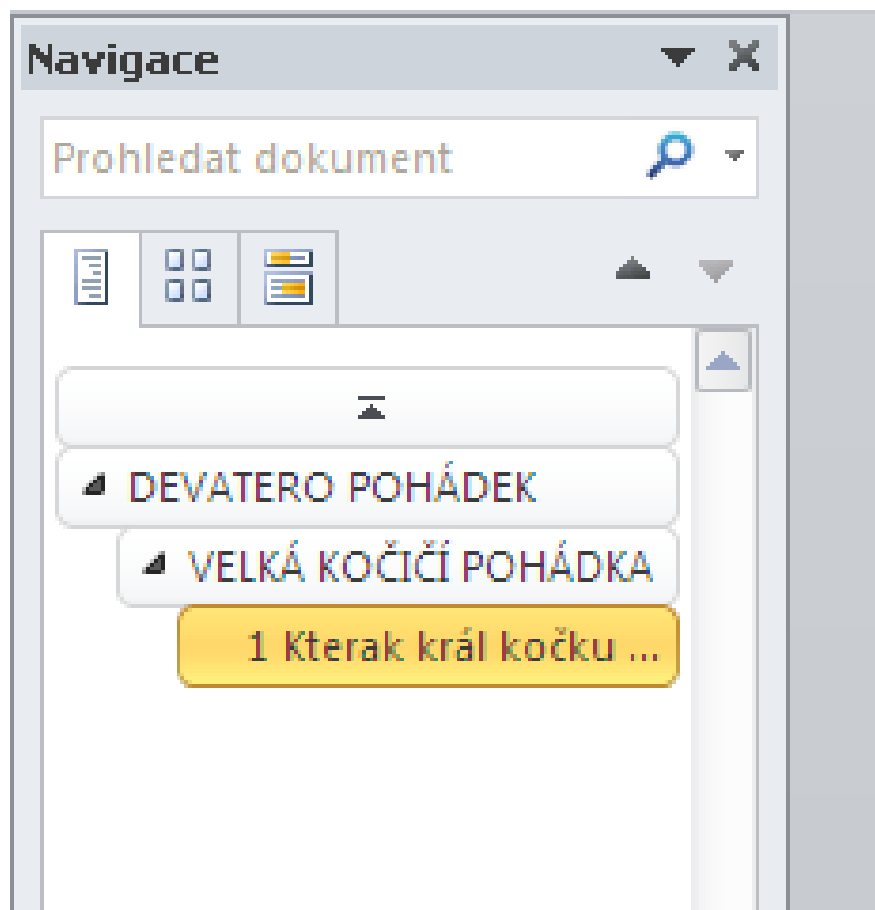 Navigace
Prohledat dokument
DEVATERO POHÁDEK
VELKÁ KOČIČÍ POHÁDKA
1 Kterak král kočku ...